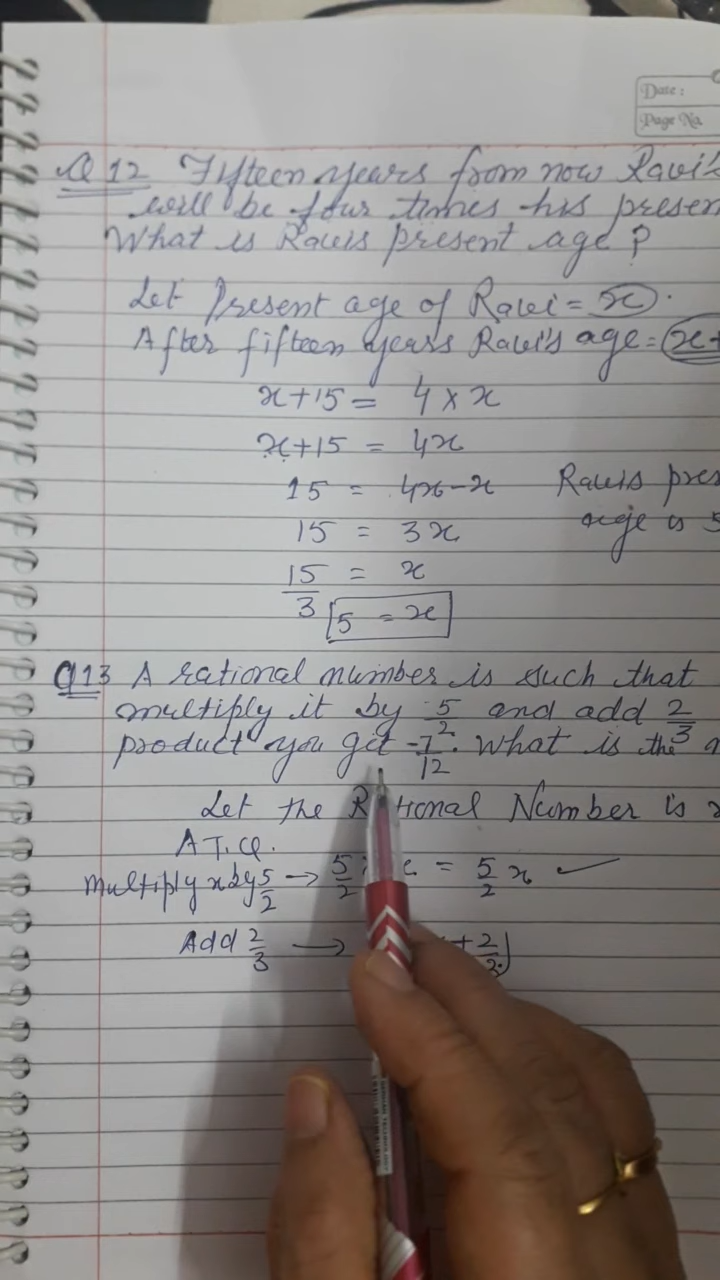 Date :
Page No.
Q 12 Fifteen years from now Ravi's
will be four times his presen
What is Ravis present age?
Let Present age of Ravi = x.
After fifteen years Ravi's age = x+
x+15 = 4 × x
x+15 = 4x
15 = 4x-x Ravis pres
15 = 3x age is 5
15/3 = x
5 = x
Q13 A rational number is such that
multiply it by 5/2 and add 2/3
product you get -7/12. What is the
Let the Rational Number is x
A T. Q.
Multiply x by 5/2 → 5/2 = 5/2 x
Add 2/3 → + 2/3